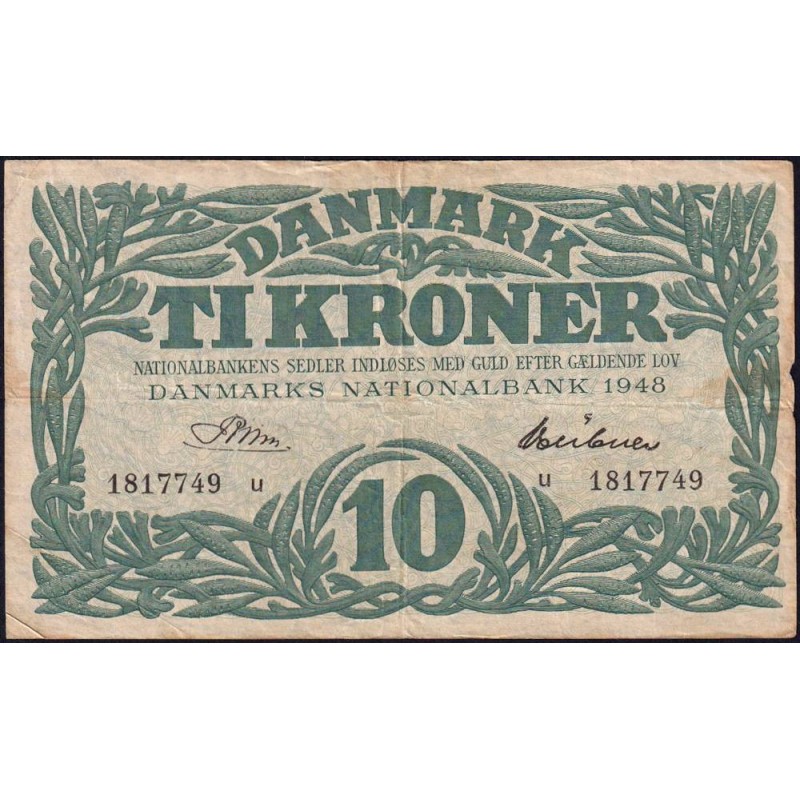 DANMARK
TI KRONER
NATIONALBANKENS SEDLER INDLØSES MED GULD EFTER GÆLDENDE LOV
DANMARKS NATIONALBANK 1948
1817749 u u 1817749
10